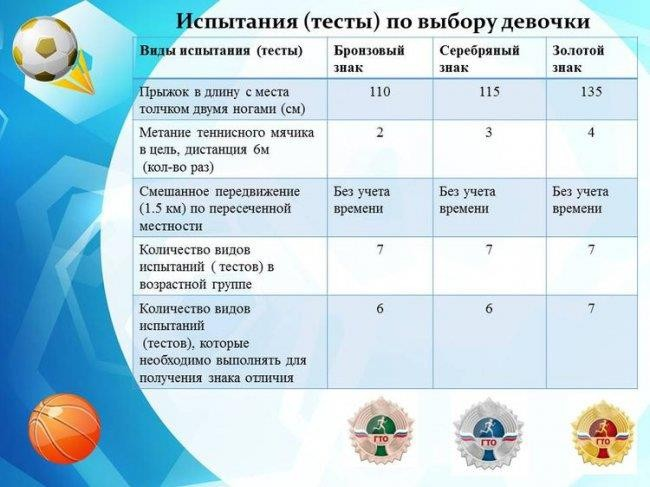 Испытания (тесты) по выбору девочки
Виды испытания (тесты)
Бронзовый
знак
Серебряный
знак
Золотой
знак
Прыжок в длину с места
толчком двумя ногами (см)
110
115
135
Метание теннисного мячика
в цель, дистанция 6м
(кол-во раз)
2
3
4
Смешанное передвижение
(1.5 км) по пересеченной
местности
Без учета
времени
Без учета
времени
Без учета
времени
Количество видов
испытаний ( тестов) в
возрастной группе
7
7
7
Количество видов
испытаний
(тестов), которые
необходимо выполнять для
получения знака отличия
6
6
7
ГТО
ГТО
ГТО